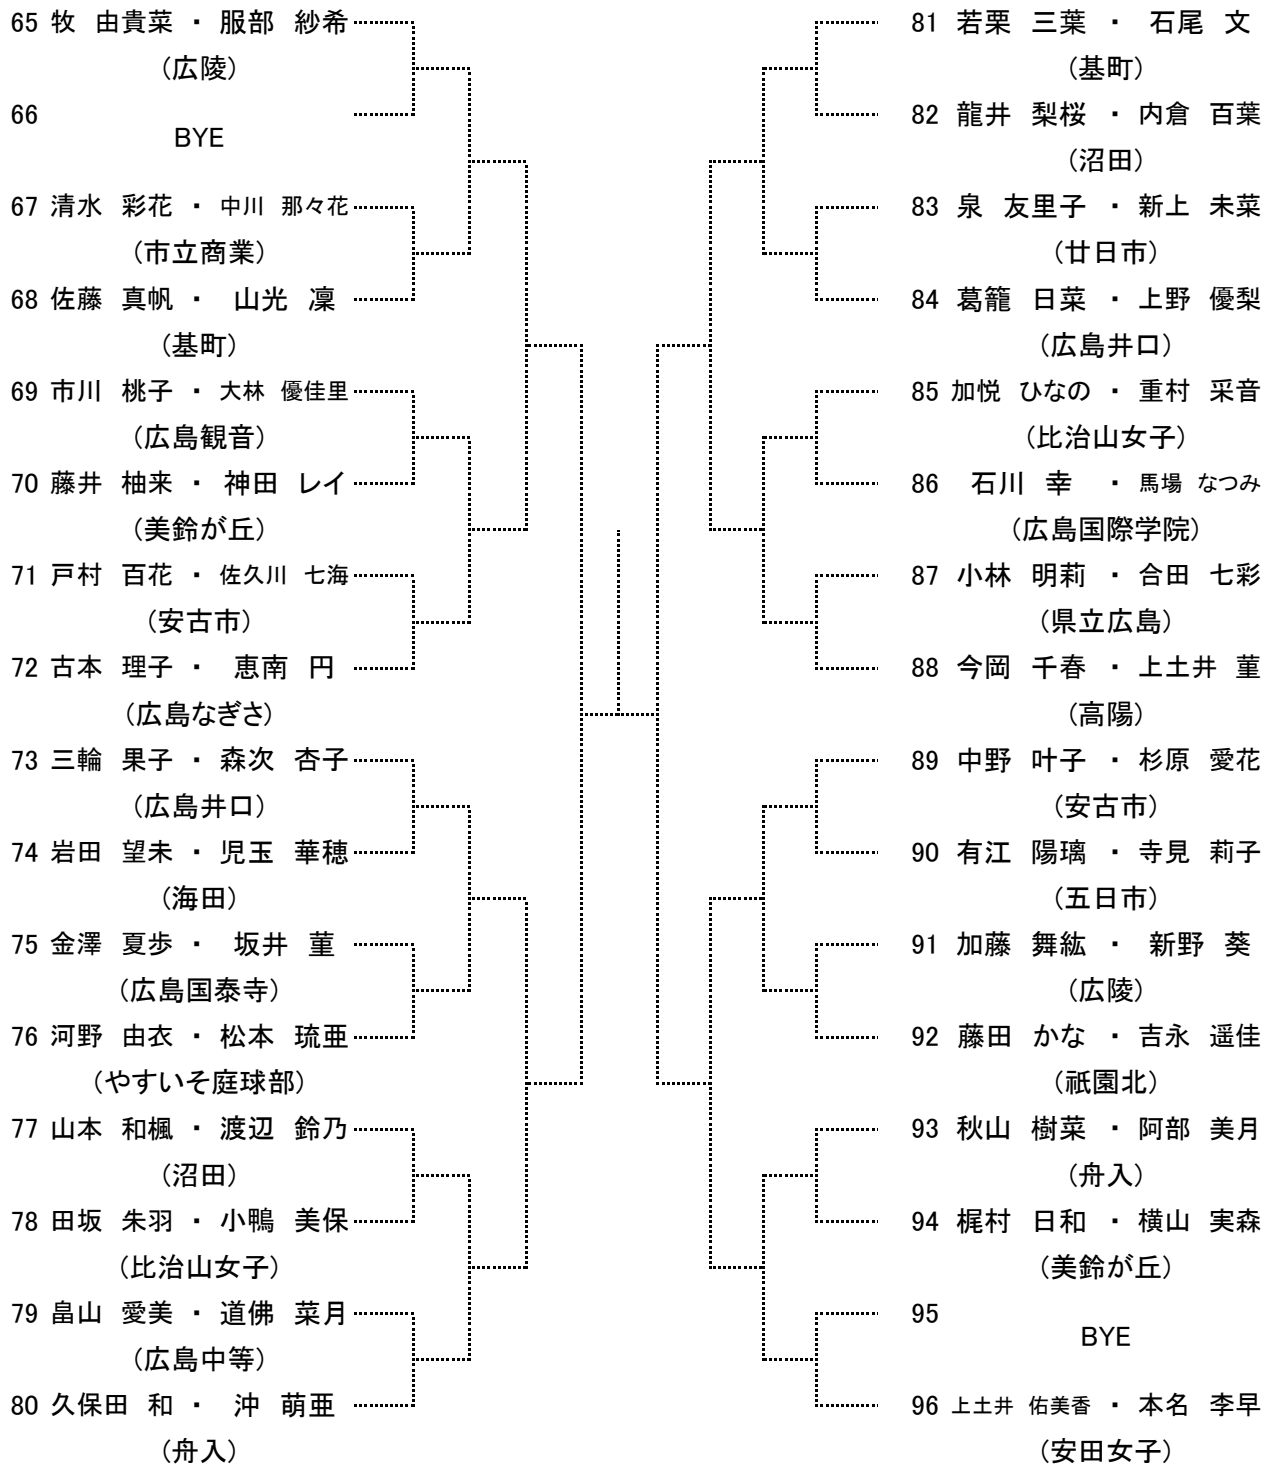 65 牧 由貴菜 ・ 服部 紗希
(広陵)
66
BYE
67 清水 彩花 ・ 中川 那々花
(市立商業)
68 佐藤 真帆 ・ 山光 凜
(基町)
69 市川 桃子 ・ 大林 優佳里
(広島観音)
70 藤井 柚来 ・ 神田 レイ
(美鈴が丘)
71 戸村 百花 ・ 佐久川 七海
(安古市)
72 古本 理子 ・ 恵南 円
(広島なぎさ)
73 三輪 果子 ・ 森次 杏子
(広島井口)
74 岩田 望未 ・ 児玉 華穂
(海田)
75 金澤 夏歩 ・ 坂井 菫
(広島国泰寺)
76 河野 由衣 ・ 松本 琉亜
(やすいそ庭球部)
77 山本 和楓 ・ 渡辺 鈴乃
(沼田)
78 田坂 朱羽 ・ 小鴨 美保
(比治山女子)
79 畠山 愛美 ・ 道佛 菜月
(広島中等)
80 久保田 和 ・ 沖 萌亜
(舟入)
81 若栗 三葉 ・ 石尾 文
(基町)
82 龍井 梨桜 ・ 内倉 百葉
(沼田)
83 泉 友里子 ・ 新上 未菜
(廿日市)
84 葛籠 日菜 ・ 上野 優梨
(広島井口)
85 加悦 ひなの ・ 重村 采音
(比治山女子)
86 石川 幸 ・ 馬場 なつみ
(広島国際学院)
87 小林 明莉 ・ 合田 七彩
(県立広島)
88 今岡 千春 ・ 上土井 菫
(高陽)
89 中野 叶子 ・ 杉原 愛花
(安古市)
90 有江 陽璃 ・ 寺見 莉子
(五日市)
91 加藤 舞紘 ・ 新野 葵
(広陵)
92 藤田 かな ・ 吉永 遥佳
(祇園北)
93 秋山 樹菜 ・ 阿部 美月
(舟入)
94 梶村 日和 ・ 横山 実森
(美鈴が丘)
95
BYE
96 上土井 佑美香 ・ 本名 李早
(安田女子)